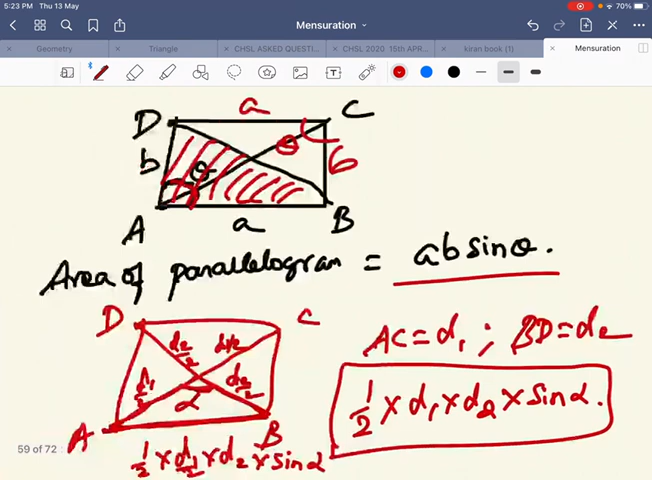 5:23 PM Thu 13 May
70%
Mensuration
Geometry
Triangle
CHSL ASKED QUESTI...
CHSL 2020 15th APR...
kiran book (1)
Mensuration
a
D C
b θ θ b
A a B
Area of parallelogram = ab sinθ.
D C
AC = d₁ ; BD = d₂
d₂/2 d₁/2
d₁/2 d₂/2
α
1/2 × d₁ × d₂ × sinα.
A B
59 of 72
1/2 × d₁/2 × d₂ × sinα